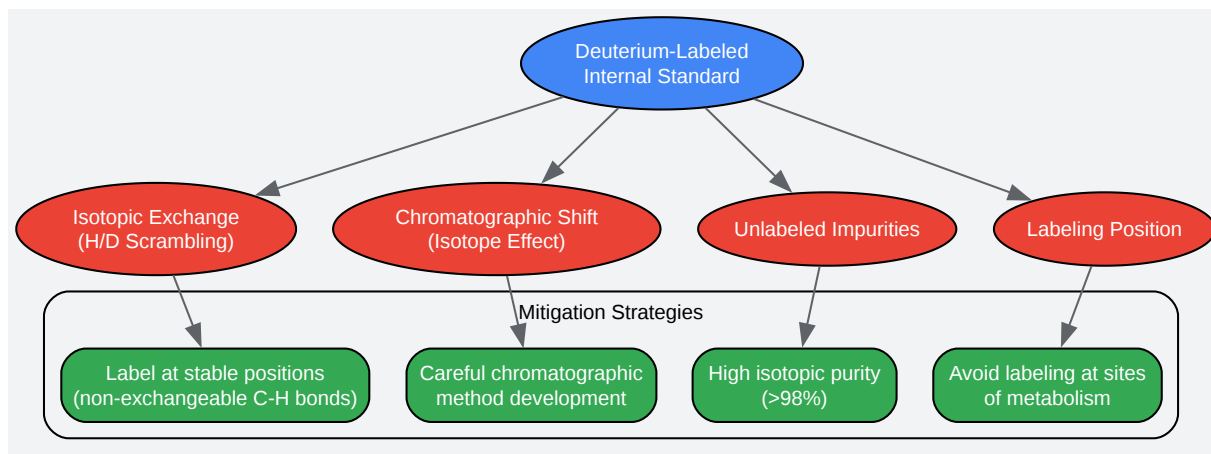 Deuterium-Labeled
Internal Standard
Isotopic Exchange
(H/D Scrambling)
Chromatographic Shift
(Isotope Effect)
Unlabeled Impurities
Labeling Position
Mitigation Strategies
Label at stable positions
(non-exchangeable C-H bonds)
Careful chromatographic
method development
High isotopic purity
(>98%)
Avoid labeling at sites
of metabolism